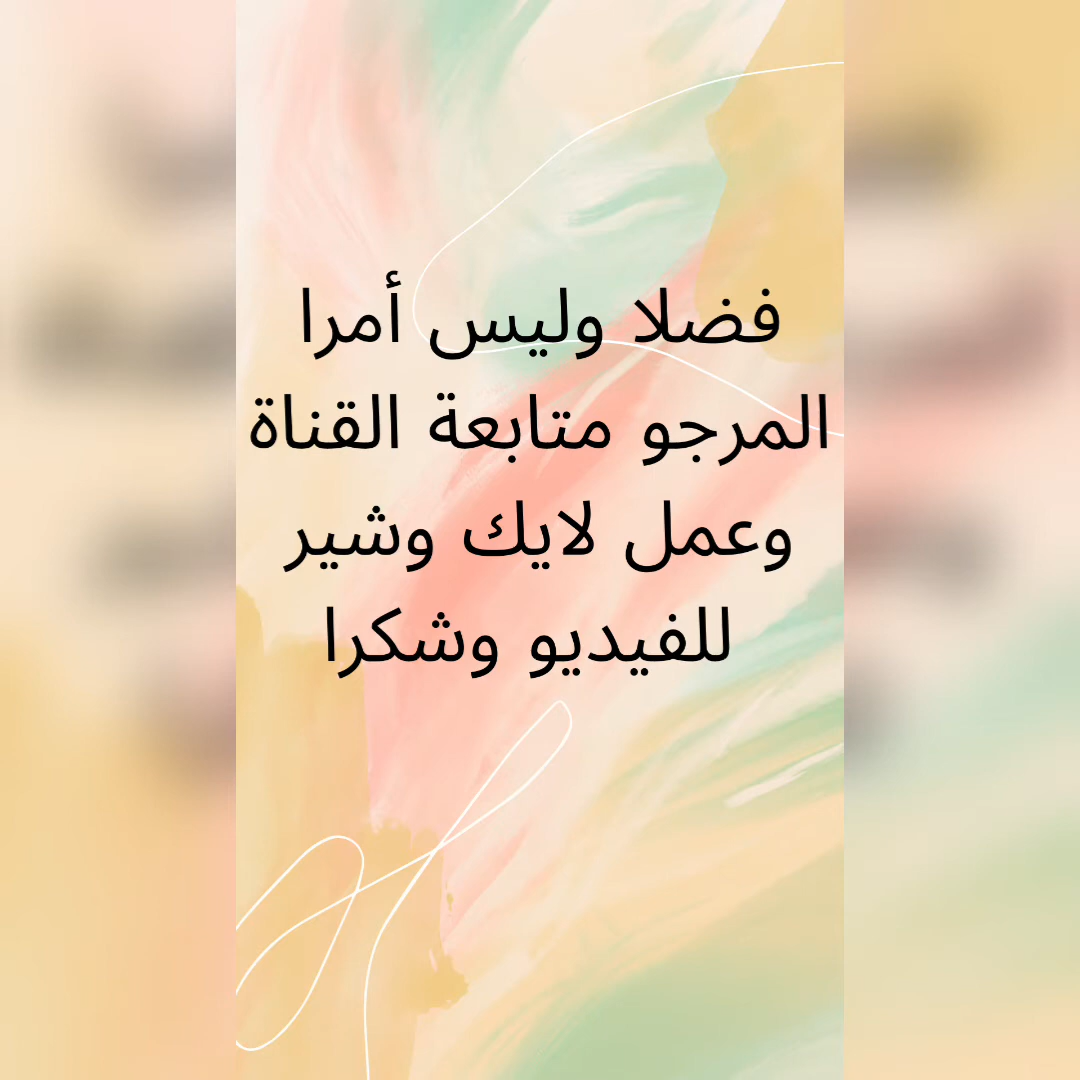 فضلا وليس أمرا
المرجو متابعة القناة
وعمل لايك وشير
للفيديو وشكرا